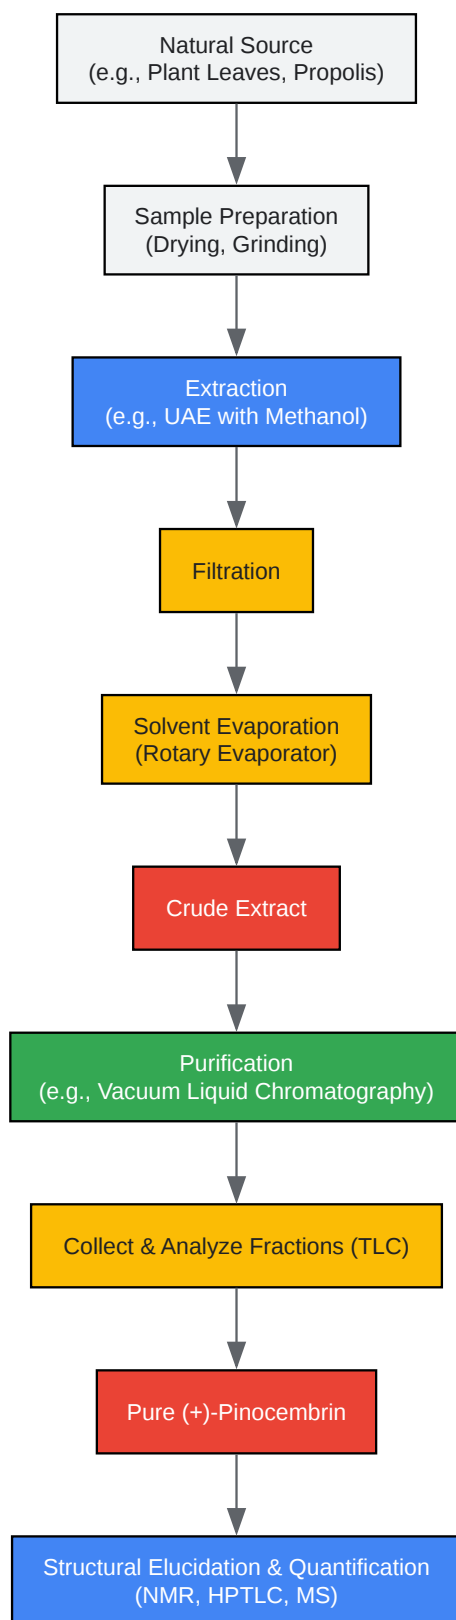 Natural Source
(e.g., Plant Leaves, Propolis)
Sample Preparation
(Drying, Grinding)
Extraction
(e.g., UAE with Methanol)
Filtration
Solvent Evaporation
(Rotary Evaporator)
Crude Extract
Purification
(e.g., Vacuum Liquid Chromatography)
Collect & Analyze Fractions (TLC)
Pure (+)-Pinocembrin
Structural Elucidation & Quantification
(NMR, HPTLC, MS)